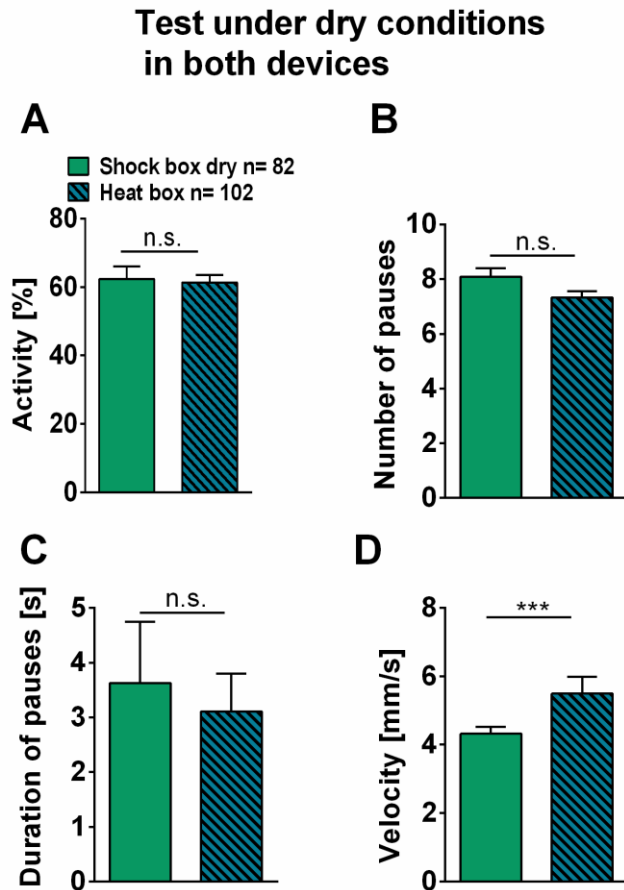 Test under dry conditions
in both devices
A
Shock box dry n= 82
Heat box n= 102
Activity [%]
80
60
40
20
0
n.s.
B
Number of pauses
10
8
6
4
2
0
n.s.
C
Duration of pauses [s]
5
4
3
2
1
0
n.s.
D
Velocity [mm/s]
8
6
4
2
0
***